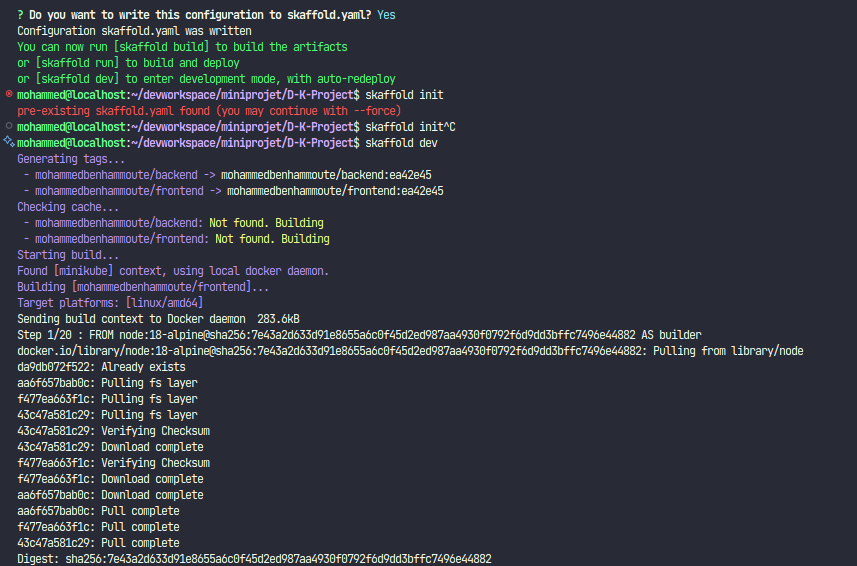 ? Do you want to write this configuration to skaffold.yaml? Yes
Configuration skaffold.yaml was written
You can now run [skaffold build] to build the artifacts
or [skaffold run] to build and deploy
or [skaffold dev] to enter development mode, with auto-redeploy
mohammed@localhost:~/devworkspace/miniprojet/D-K-Project$ skaffold init
pre-existing skaffold.yaml found (you may continue with --force)
mohammed@localhost:~/devworkspace/miniprojet/D-K-Project$ skaffold init^C
mohammed@localhost:~/devworkspace/miniprojet/D-K-Project$ skaffold dev
Generating tags...
 - mohammedbenhammoute/backend -> mohammedbenhammoute/backend:ea42e45
 - mohammedbenhammoute/frontend -> mohammedbenhammoute/frontend:ea42e45
Checking cache...
 - mohammedbenhammoute/backend: Not found. Building
 - mohammedbenhammoute/frontend: Not found. Building
Starting build...
Found [minikube] context, using local docker daemon.
Building [mohammedbenhammoute/frontend]...
Target platforms: [linux/amd64]
Sending build context to Docker daemon  283.6kB
Step 1/20 : FROM node:18-alpine@sha256:7e43a2d633d91e8655a6c0f45d2ed987aa4930f0792f6d9dd3bffc7496e44882 AS builder
docker.io/library/node:18-alpine@sha256:7e43a2d633d91e8655a6c0f45d2ed987aa4930f0792f6d9dd3bffc7496e44882: Pulling from library/node
da9db072f522: Already exists
aa6f657bab0c: Pulling fs layer
f477ea663f1c: Pulling fs layer
43c47a581c29: Pulling fs layer
43c47a581c29: Verifying Checksum
43c47a581c29: Download complete
f477ea663f1c: Verifying Checksum
f477ea663f1c: Download complete
aa6f657bab0c: Download complete
aa6f657bab0c: Pull complete
f477ea663f1c: Pull complete
43c47a581c29: Pull complete
Digest: sha256:7e43a2d633d91e8655a6c0f45d2ed987aa4930f0792f6d9dd3bffc7496e44882